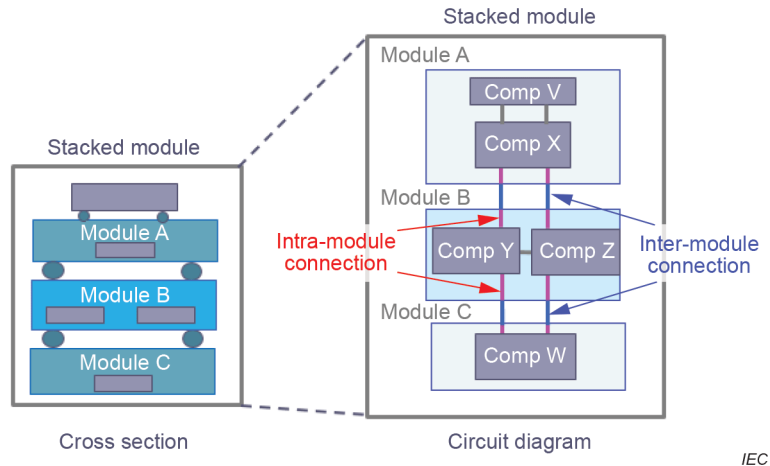 Stacked module
Module A
Comp V
Comp X
Stacked module
Module A
Module B
Module C
Module B
Intra-module
connection
Comp Y
Comp Z
Inter-module
connection
Module C
Comp W
Cross section
Circuit diagram
IEC